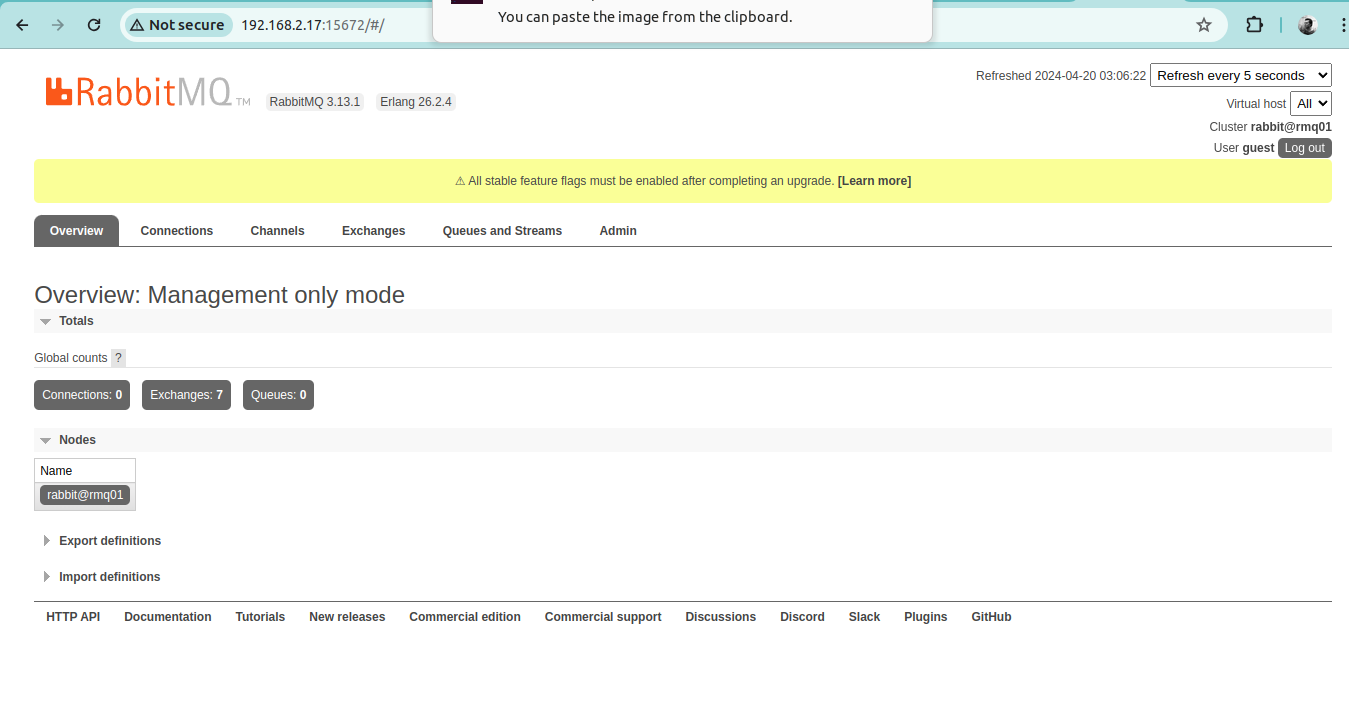 You can paste the image from the clipboard.
Not secure 192.168.2.17:15672/#/
RabbitMQ TM RabbitMQ 3.13.1 Erlang 26.2.4
Refreshed 2024-04-20 03:06:22 Refresh every 5 seconds
Virtual host All
Cluster rabbit@rmq01
User guest Log out
⚠ All stable feature flags must be enabled after completing an upgrade. [Learn more]
Overview Connections Channels Exchanges Queues and Streams Admin
Overview: Management only mode
Totals
Global counts ?
Connections: 0 Exchanges: 7 Queues: 0
Nodes
Name
rabbit@rmq01
Export definitions
Import definitions
HTTP API Documentation Tutorials New releases Commercial edition Commercial support Discussions Discord Slack Plugins GitHub